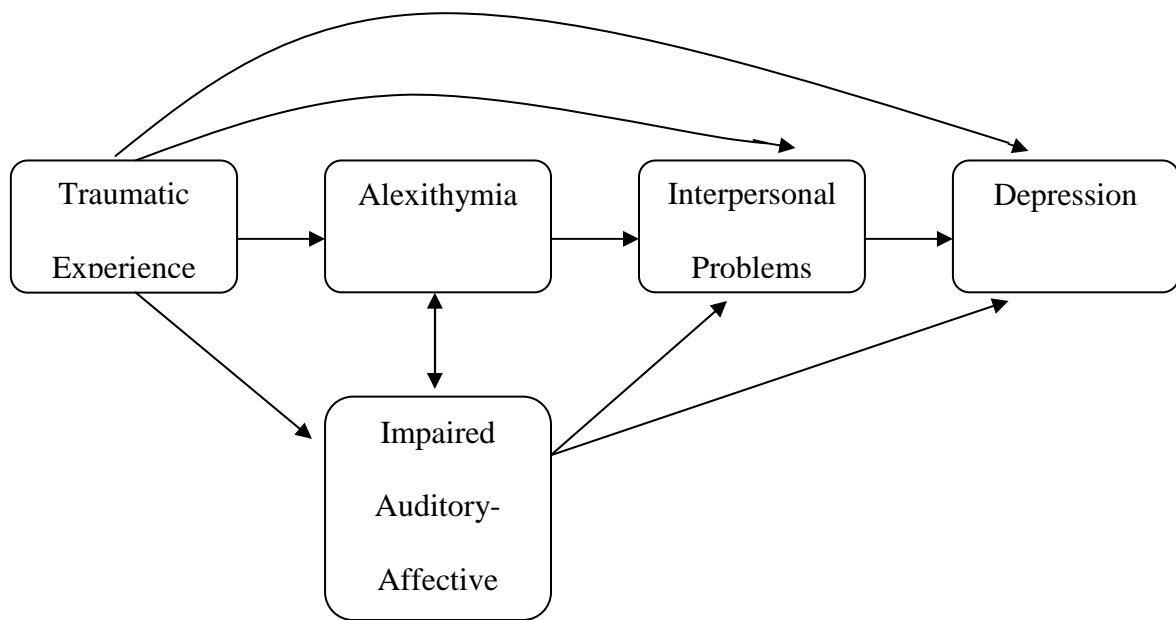 Traumatic
Experience
Alexithymia
Interpersonal
Problems
Depression
Impaired
Auditory-
Affective